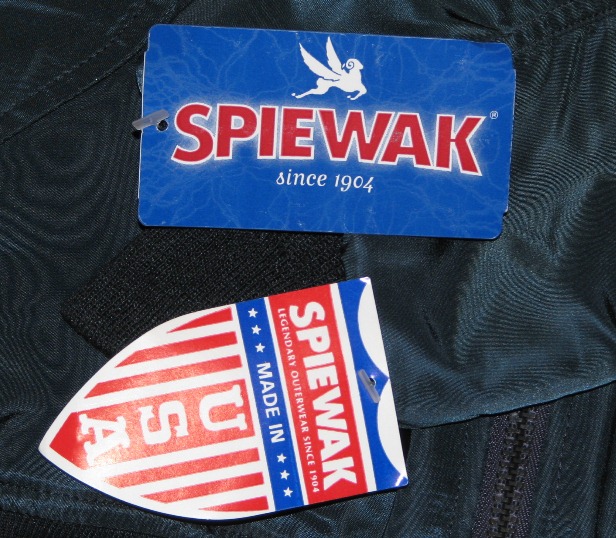 SPIEWAK®
since 1904
SPIEWAK
LEGENDARY OUTERWEAR SINCE 1904
MADE IN
USA